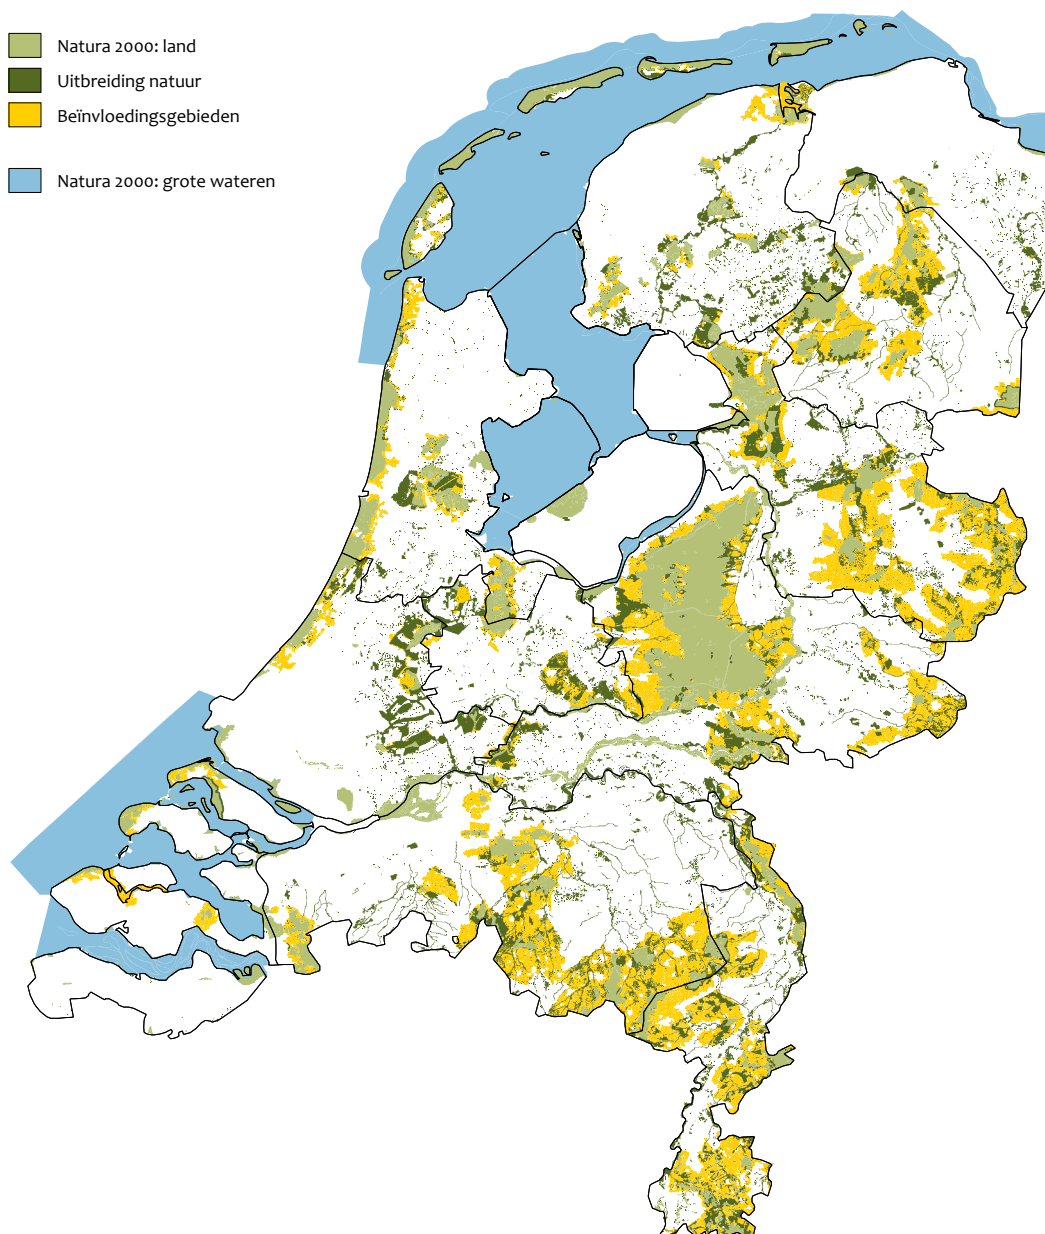 Natura 2000: land
Uitbreiding natuur
Beïnvloedingsgebieden
Natura 2000: grote wateren